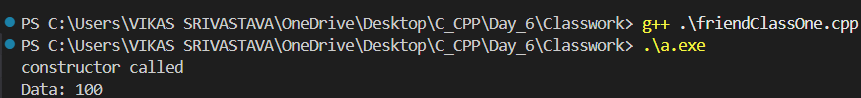 PS C:\Users\VIKAS SRIVASTAVA\OneDrive\Desktop\C_CPP\Day_6\Classwork> g++ .\friendClassOne.cpp
PS C:\Users\VIKAS SRIVASTAVA\OneDrive\Desktop\C_CPP\Day_6\Classwork> .\a.exe
constructor called
Data: 100